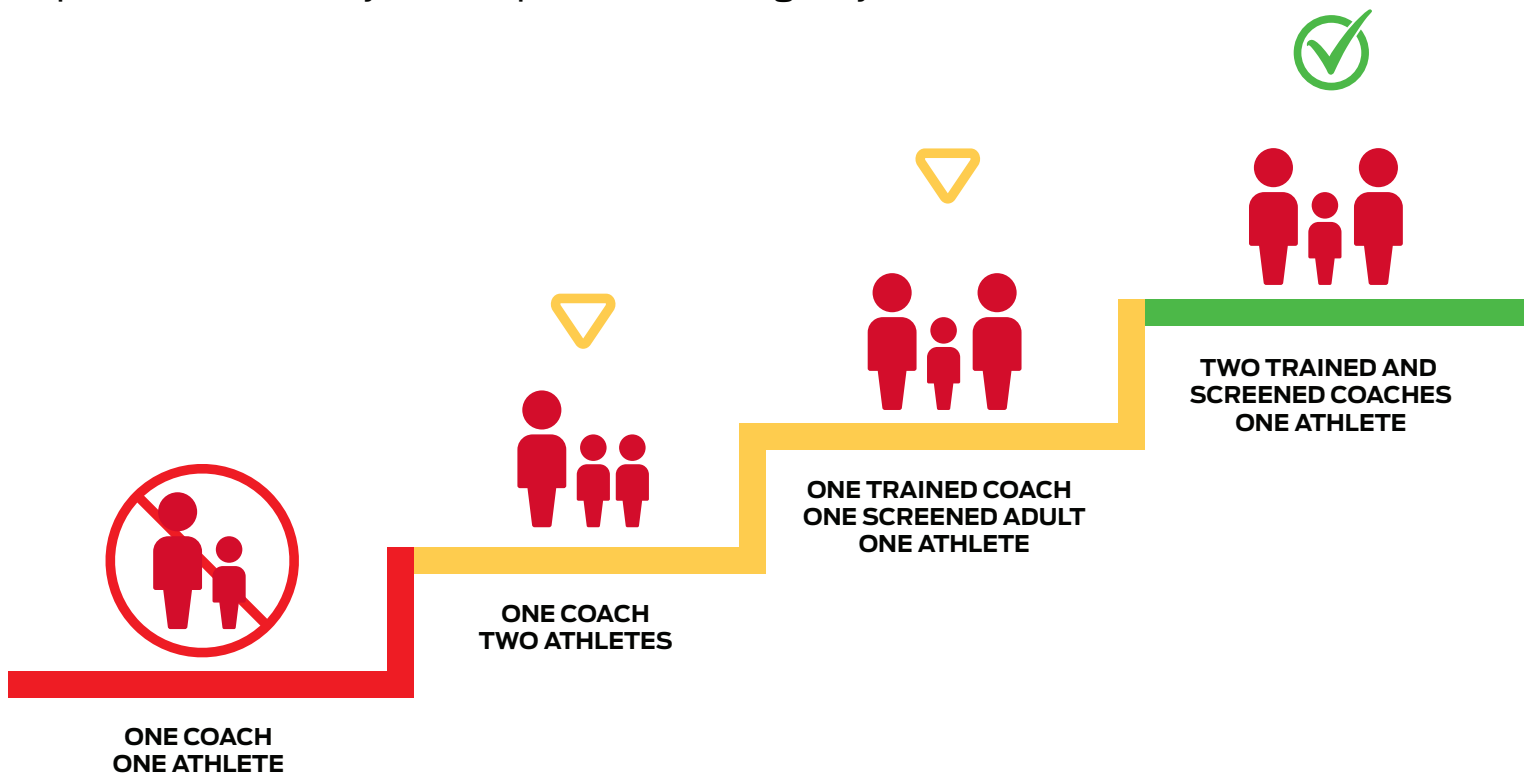 ONE COACH
ONE ATHLETE
ONE COACH
TWO ATHLETES
ONE TRAINED COACH
ONE SCREENED ADULT
ONE ATHLETE
TWO TRAINED AND
SCREENED COACHES
ONE ATHLETE